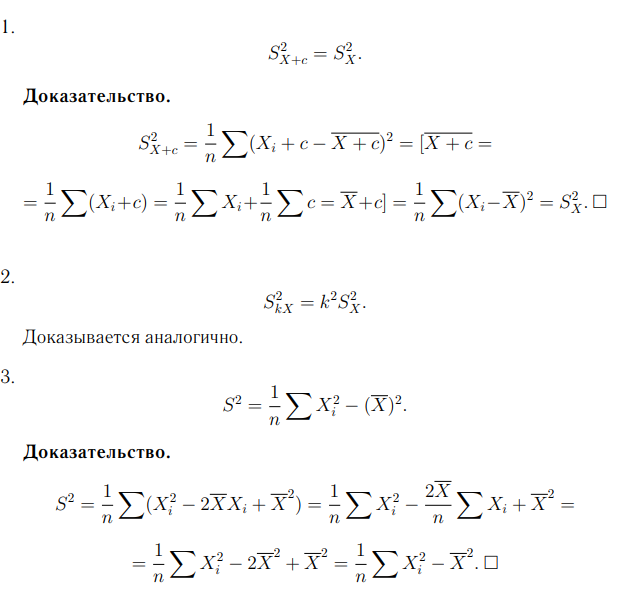 1.
$$S^2_{X+c} = S^2_X.$$
Доказательство.
$$S^2_{X+c} = \frac{1}{n}\sum(X_i + c - \overline{X+c})^2 = [\overline{X+c} =$$
$$= \frac{1}{n}\sum(X_i+c) = \frac{1}{n}\sum X_i + \frac{1}{n}\sum c = \overline{X}+c] = \frac{1}{n}\sum(X_i - \overline{X})^2 = S^2_X. \square$$
2.
$$S^2_{kX} = k^2 S^2_X.$$
Доказывается аналогично.
3.
$$S^2 = \frac{1}{n}\sum X_i^2 - (\overline{X})^2.$$
Доказательство.
$$S^2 = \frac{1}{n}\sum(X_i^2 - 2\overline{X}X_i + \overline{X}^2) = \frac{1}{n}\sum X_i^2 - \frac{2\overline{X}}{n}\sum X_i + \overline{X}^2 =$$
$$= \frac{1}{n}\sum X_i^2 - 2\overline{X}^2 + \overline{X}^2 = \frac{1}{n}\sum X_i^2 - \overline{X}^2. \square$$